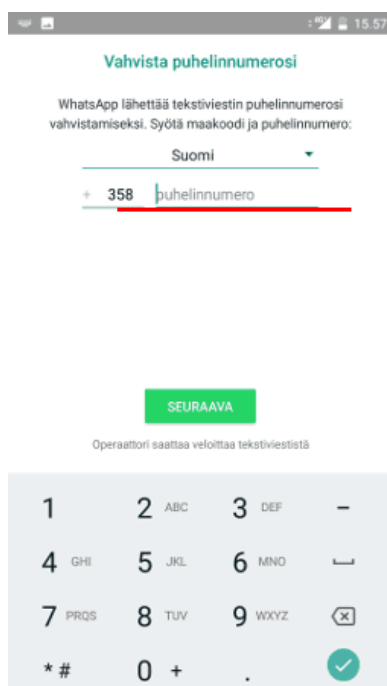 15.57
Vahvista puhelinnumerosi
WhatsApp lähettää tekstiviestin puhelinnumerosi
vahvistamiseksi. Syötä maakoodi ja puhelinnumero:
Suomi
+ 358 puhelinnumero
SEURAAVA
Operaattori saattaa veloittaa tekstiviestistä
1 2 ABC 3 DEF –
4 GHI 5 JKL 6 MNO
7 PRQS 8 TUV 9 WXYZ
* # 0 + .